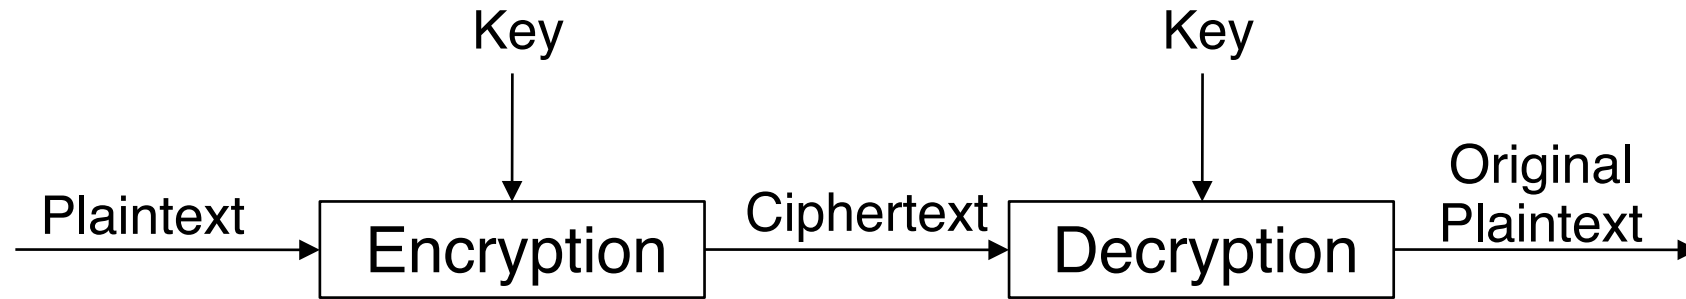 Key
Key
Plaintext
Encryption
Ciphertext
Decryption
Original
Plaintext